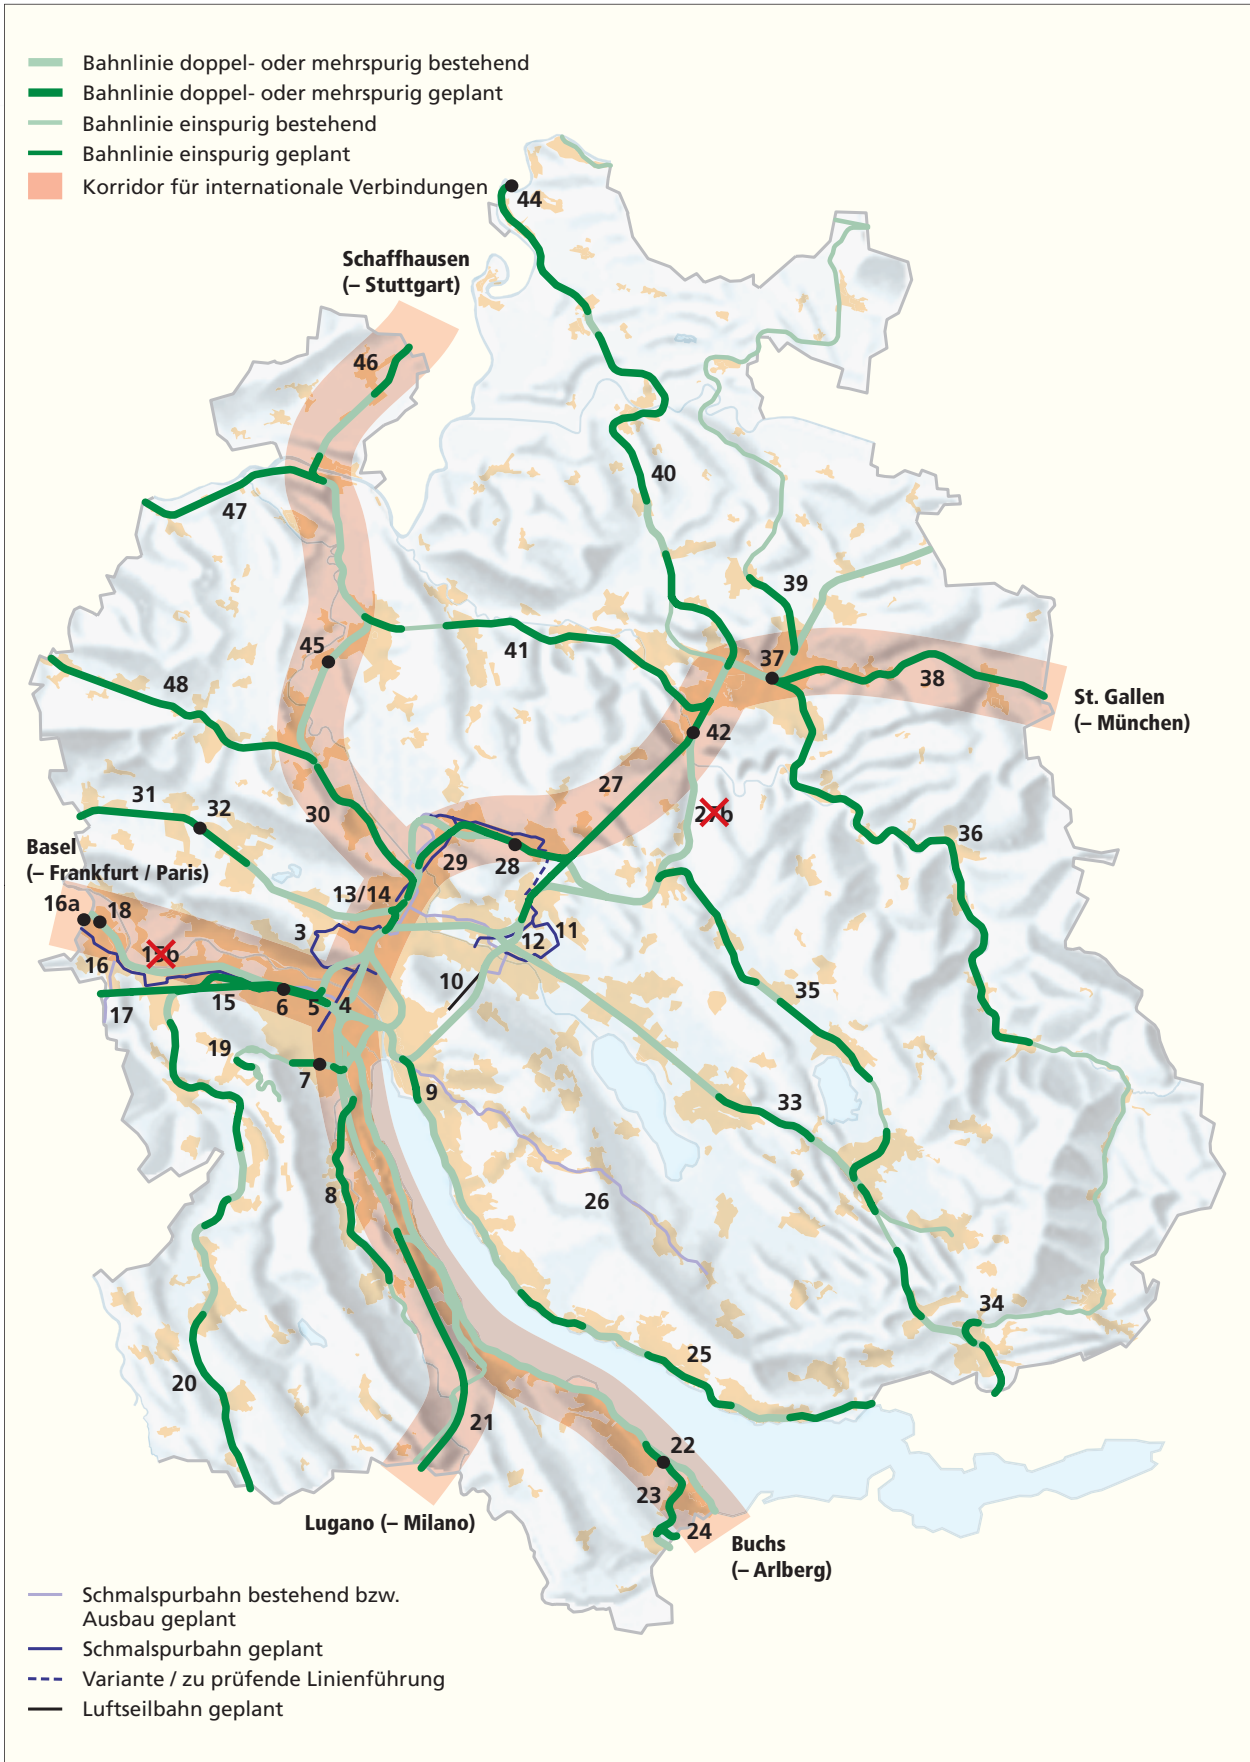 Bahnlinie doppel- oder mehrspurig bestehend
Bahnlinie doppel- oder mehrspurig geplant
Bahnlinie einspurig bestehend
Bahnlinie einspurig geplant
Korridor für internationale Verbindungen
44
Schaffhausen
(– Stuttgart)
46
40
47
39
45
41
37
38
48
St. Gallen
(– München)
42
27
31
32
30
27b
36
Basel
(– Frankfurt / Paris)
29
28
13/14
16a
18
3
11
12
15b
16
10
35
17
15
6
5
4
19
7
9
33
8
26
34
25
20
21
22
23
24
Lugano (– Milano)
Buchs
(– Arlberg)
Schmalspurbahn bestehend bzw.
Ausbau geplant
Schmalspurbahn geplant
Variante / zu prüfende Linienführung
Luftseilbahn geplant